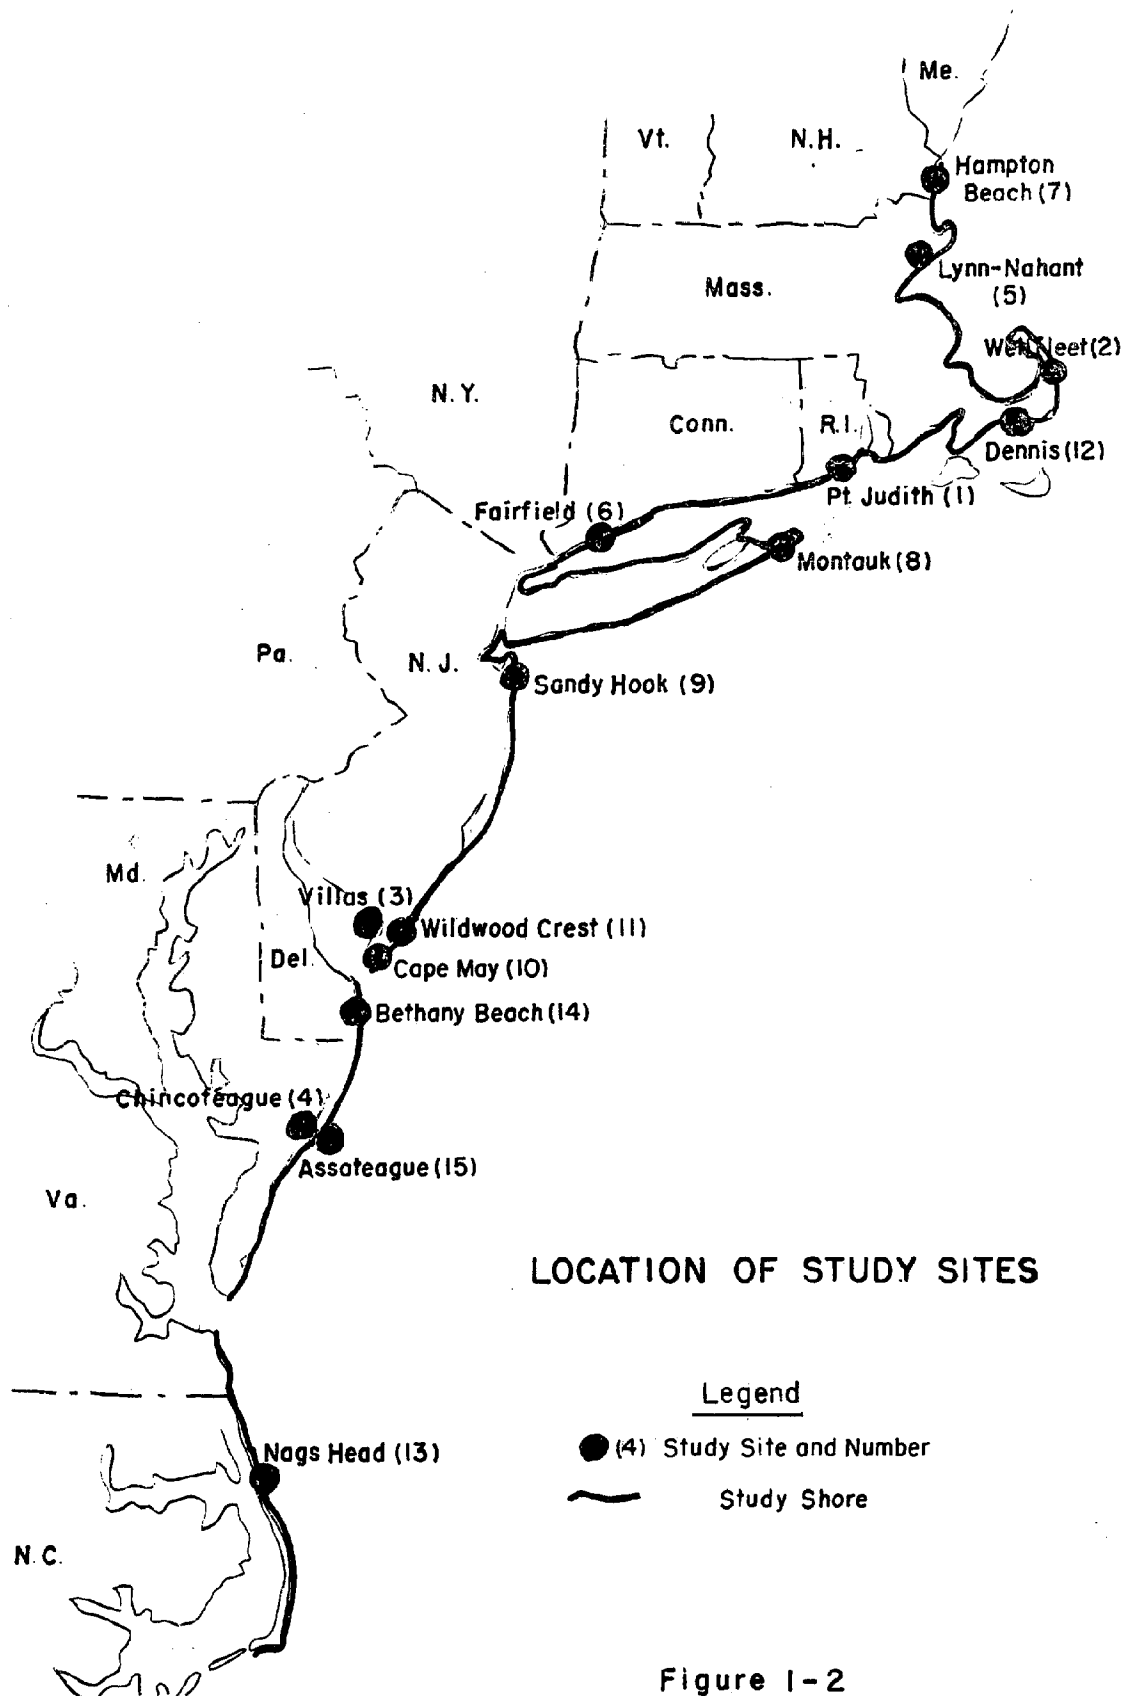 Me.
Vt.
N.H.
Hampton
Beach (7)
Lynn-Nahant
(5)
Mass.
Wellfleet (2)
N.Y.
Conn.
R.I.
Dennis (12)
Pt. Judith (1)
Fairfield (6)
Montauk (8)
Pa.
N.J.
Sandy Hook (9)
Md.
Villas (3)
Wildwood Crest (11)
Del.
Cape May (10)
Bethany Beach (14)
Chincoteague (4)
Assateague (15)
Va.
LOCATION OF STUDY SITES
Legend
(4) Study Site and Number
Study Shore
Nags Head (13)
N.C.
Figure 1-2